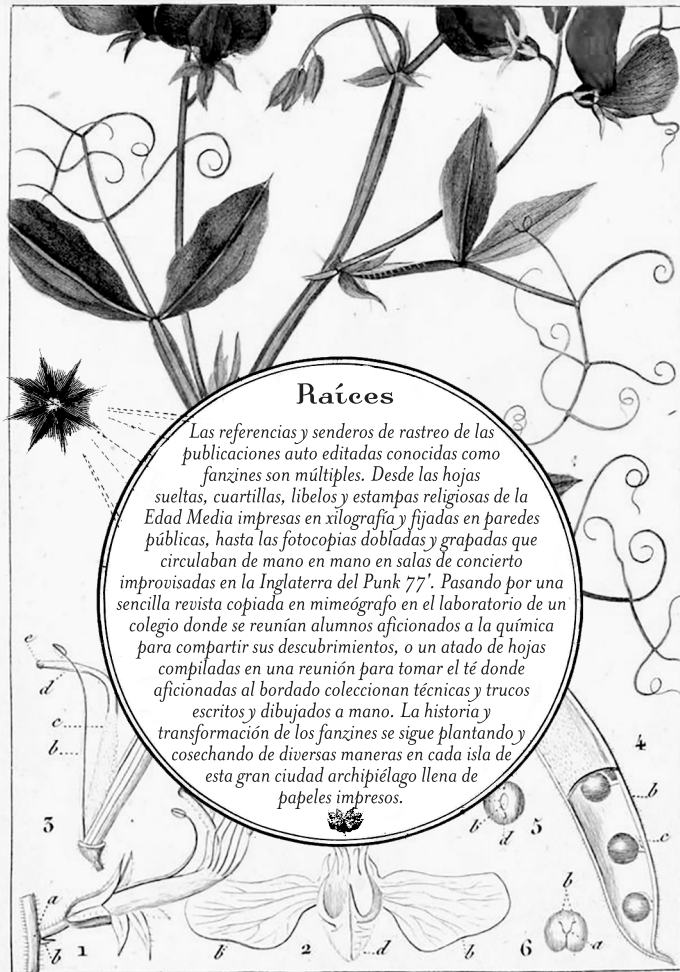 Raíces
Las referencias y senderos de rastreo de las
publicaciones auto editadas conocidas como
fanzines son múltiples. Desde las hojas
sueltas, cuartillas, libelos y estampas religiosas de la
Edad Media impresas en xilografía y fijadas en paredes
públicas, hasta las fotocopias dobladas y grapadas que
circulaban de mano en mano en salas de concierto
improvisadas en la Inglaterra del Punk 77'. Pasando por una
sencilla revista copiada en mimeógrafo en el laboratorio de un
colegio donde se reunían alumnos aficionados a la química
para compartir sus descubrimientos, o un atado de hojas
compiladas en una reunión para tomar el té donde
aficionadas al bordado coleccionan técnicas y trucos
escritos y dibujados a mano. La historia y
transformación de los fanzines se sigue plantando y
cosechando de diversas maneras en cada isla de
esta gran ciudad archipiélago llena de
papeles impresos.
e
d
c
b
3
4
b
c
b
d
5
b
a
6
a
b
1
b
2
d
b